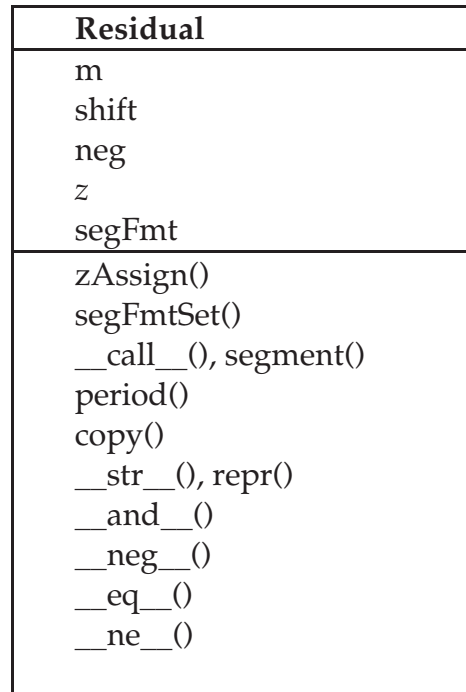 Residual
m
shift
neg
z
segFmt
zAssign()
segFmtSet()
__call__(), segment()
period()
copy()
__str__(), repr()
__and__()
__neg__()
__eq__()
__ne__()